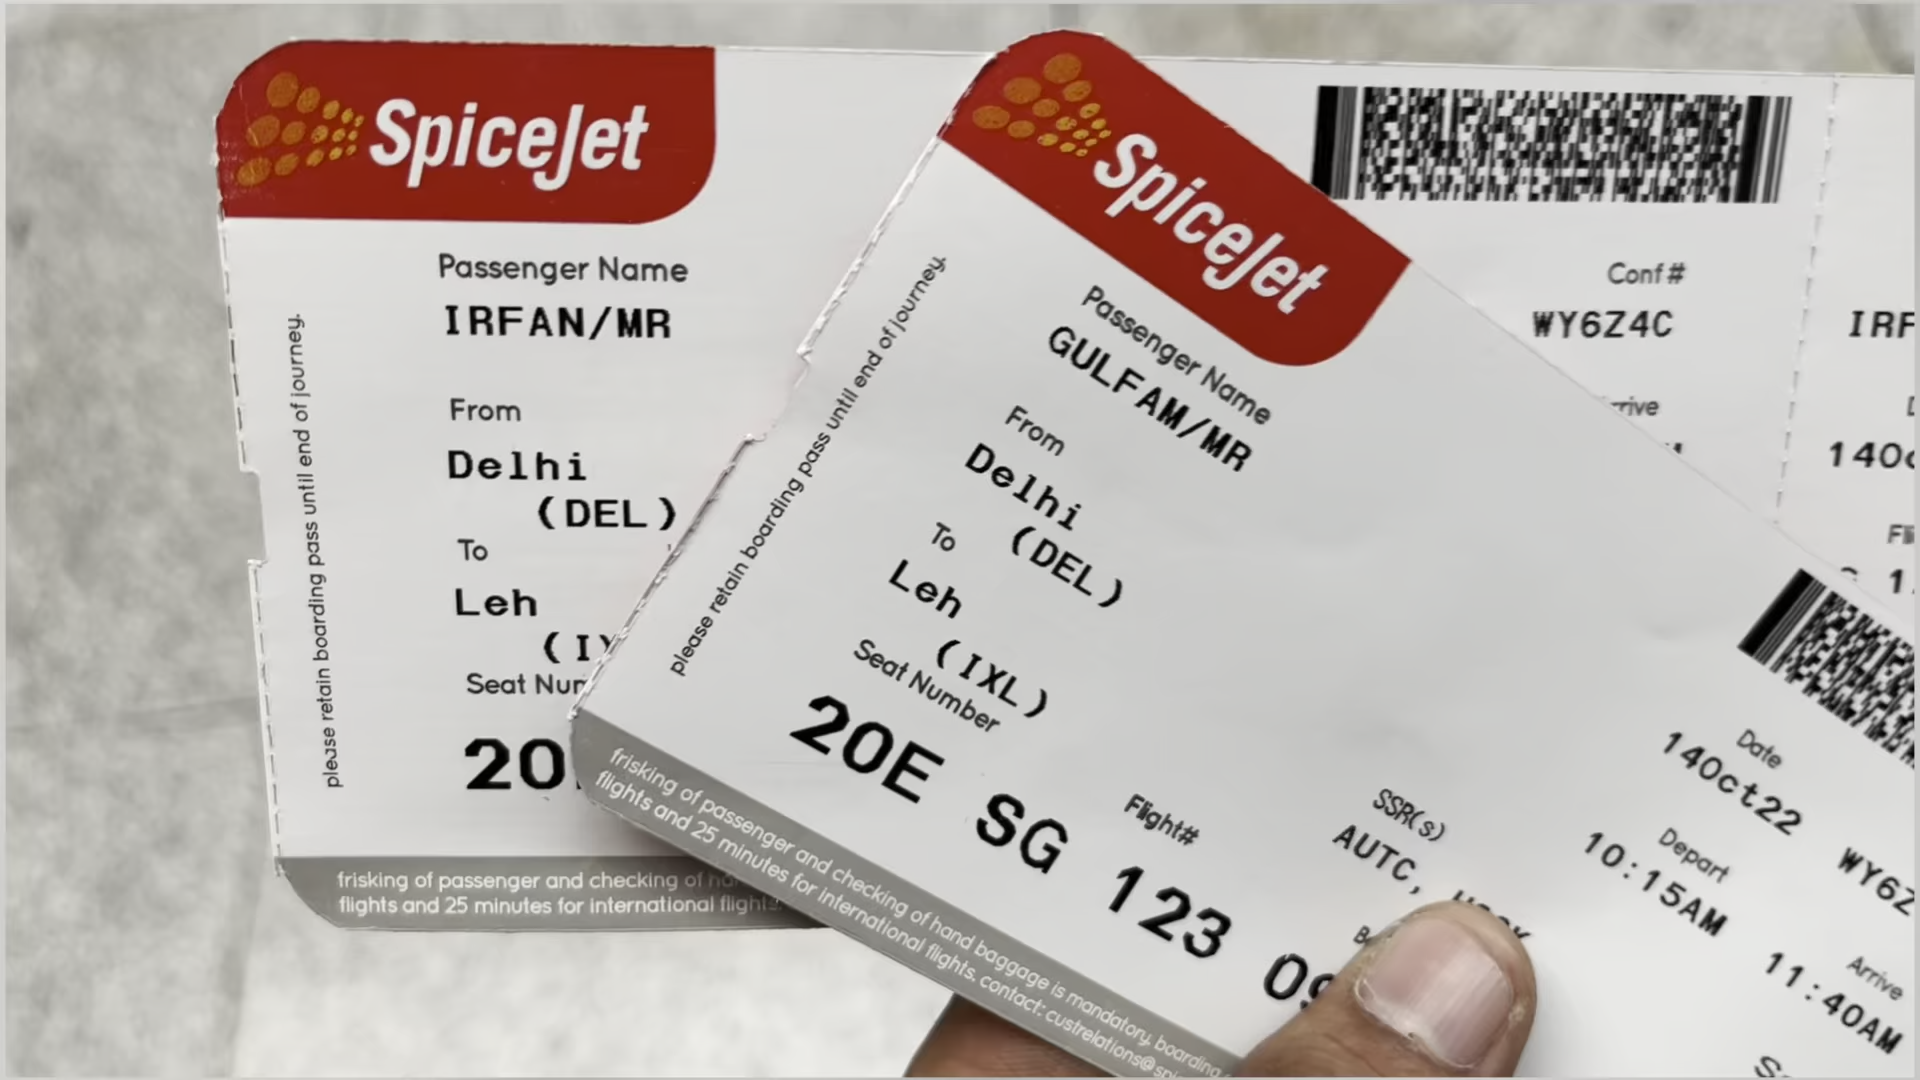 SpiceJet
Passenger Name
IRFAN/MR
From
Delhi
(DEL)
To
Leh
Seat
20
please retain boarding pass until end of journey.
frisking of passenger and checking of
flights and 25 minutes for international flights
Conf#
WY6Z4C
SpiceJet
Passenger Name
GULFAM/MR
From
Delhi
(DEL)
To
Leh
(IXL)
Seat Number
20E SG 123
Flight#
SSR(s)
AUTC,
Date
14Oct22
Depart
10:15AM
Arrive
11:40AM
please retain boarding pass until end of journey.
frisking of passenger and checking of hand baggage is mandatory, boarding
flights and 25 minutes for international flights. contact: custrelations@spi